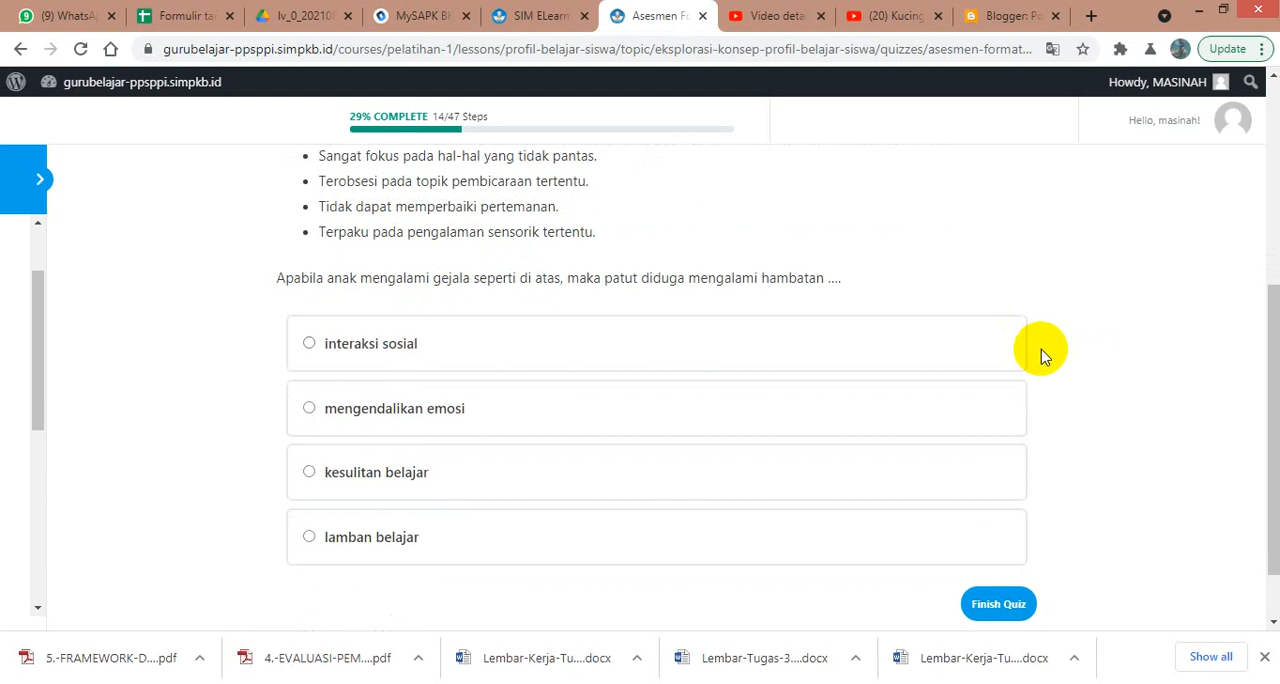 (9) WhatsA
Formulir ta
lv_0_20210
MySAPK B
SIM ELearn
Asesmen Fo
Video deta
(20) Kucing
Blogger: Po
gurubelajar-ppsppi.simpkb.id/courses/pelatihan-1/lessons/profil-belajar-siswa/topic/eksplorasi-konsep-profil-belajar-siswa/quizzes/asesmen-format...
Update
gurubelajar-ppsppi.simpkb.id
Howdy, MASINAH
29% COMPLETE 14/47 Steps
Hello, masinah!
Sangat fokus pada hal-hal yang tidak pantas.
Terobsesi pada topik pembicaraan tertentu.
Tidak dapat memperbaiki pertemanan.
Terpaku pada pengalaman sensorik tertentu.
Apabila anak mengalami gejala seperti di atas, maka patut diduga mengalami hambatan ....
interaksi sosial
mengendalikan emosi
kesulitan belajar
lamban belajar
Finish Quiz
5.-FRAMEWORK-D....pdf
4.-EVALUASI-PEM....pdf
Lembar-Kerja-Tu....docx
Lembar-Tugas-3....docx
Lembar-Kerja-Tu....docx
Show all